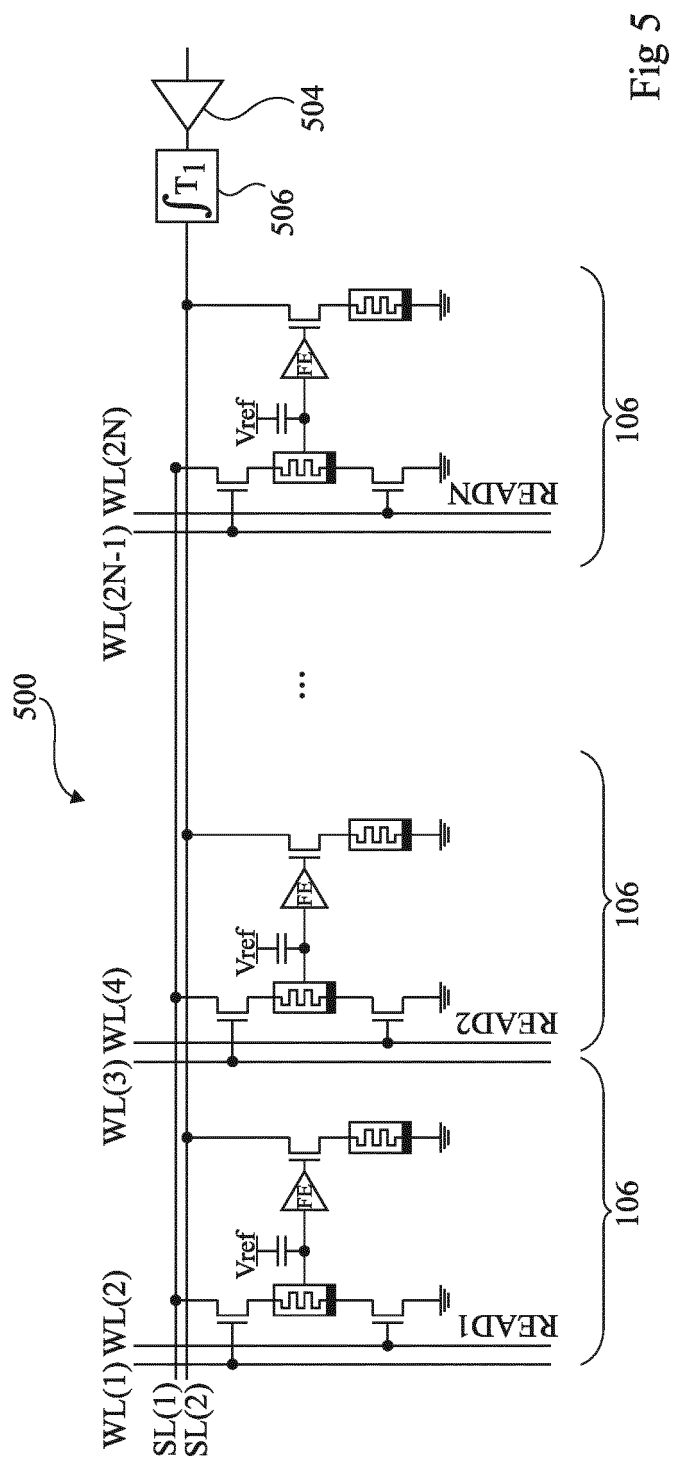 500
WL(1)
WL(2)
WL(3)
WL(4)
WL(2N-1)
WL(2N)
SL(1)
SL(2)
∫T1
506
504
Vref
FE
READ1
Vref
FE
READ2
...
Vref
FE
READN
106
106
106
Fig 5